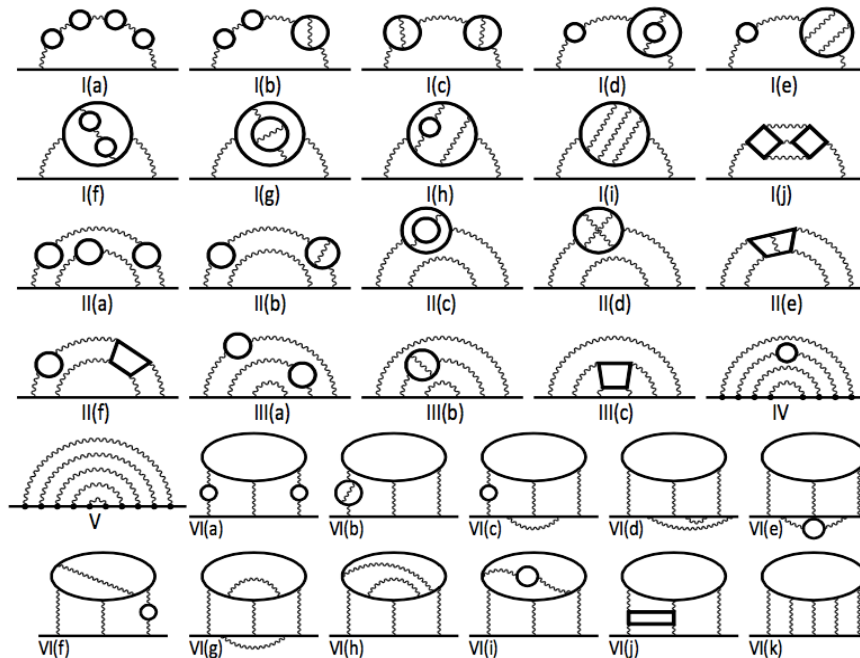 I(a) I(b) I(c) I(d) I(e)
I(f) I(g) I(h) I(i) I(j)
II(a) II(b) II(c) II(d) II(e)
II(f) III(a) III(b) III(c) IV
V VI(a) VI(b) VI(c) VI(d) VI(e)
VI(f) VI(g) VI(h) VI(i) VI(j) VI(k)